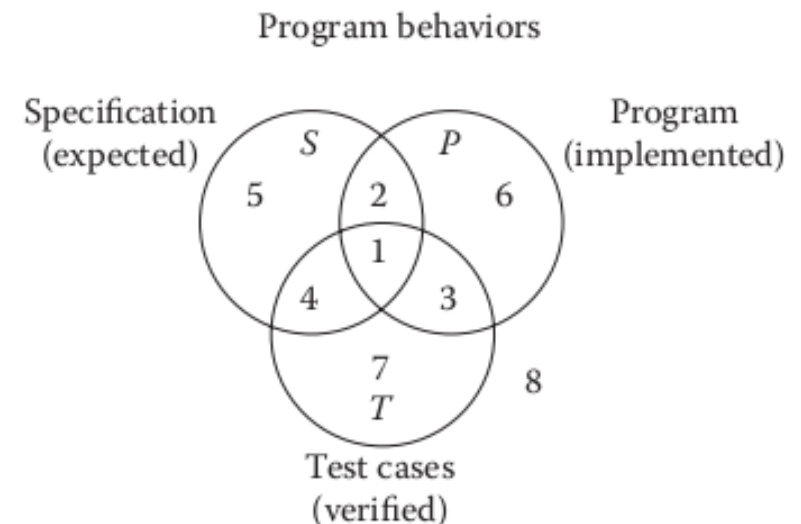 Program behaviors
Specification
(expected)
Program
(implemented)
S
P
5
2
6
1
4
3
7
8
T
Test cases
(verified)